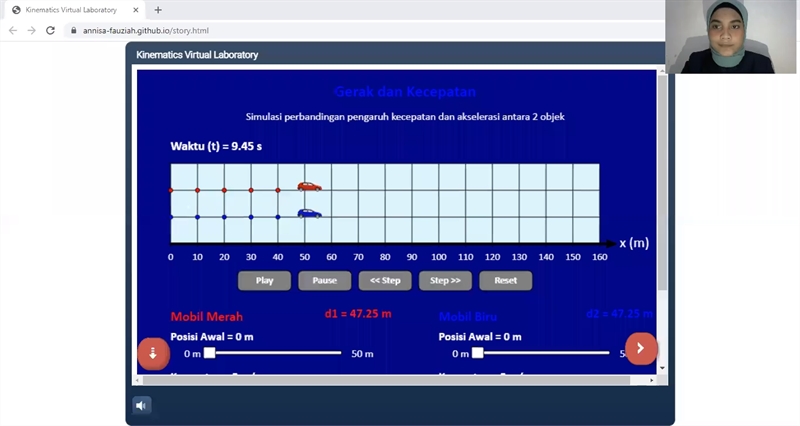 Kinematics Virtual Laboratory
annisa-fauziah.github.io/story.html
Kinematics Virtual Laboratory
Gerak dan Kecepatan
Simulasi perbandingan pengaruh kecepatan dan akselerasi antara 2 objek
Waktu (t) = 9.45 s
x (m)
0 10 20 30 40 50 60 70 80 90 100 110 120 130 140 150 160
Play Pause << Step Step >> Reset
Mobil Merah d1 = 47.25 m Mobil Biru d2 = 47.25 m
Posisi Awal = 0 m Posisi Awal = 0 m
0 m 50 m 0 m